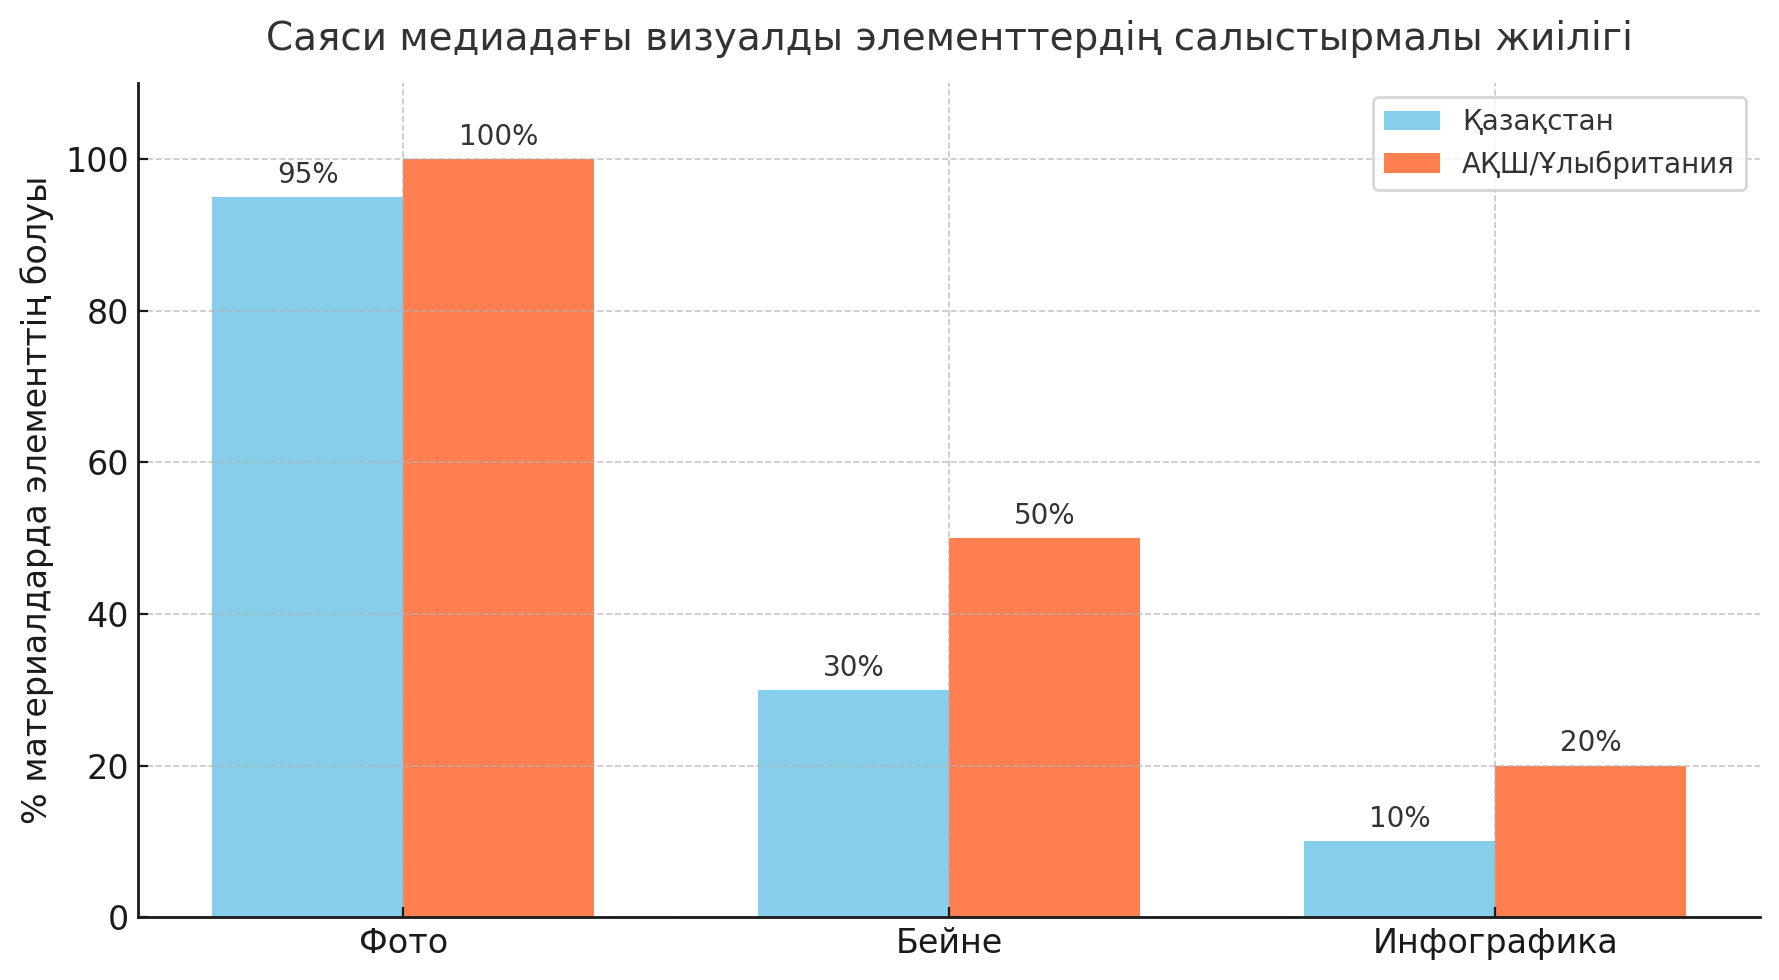 Саяси медиадағы визуалды элементтердің салыстырмалы жиілігі
Қазақстан
АҚШ/Ұлыбритания
% материалдарда элементтің болуы
100
80
60
40
20
0
95%
100%
30%
50%
10%
20%
Фото
Бейне
Инфографика